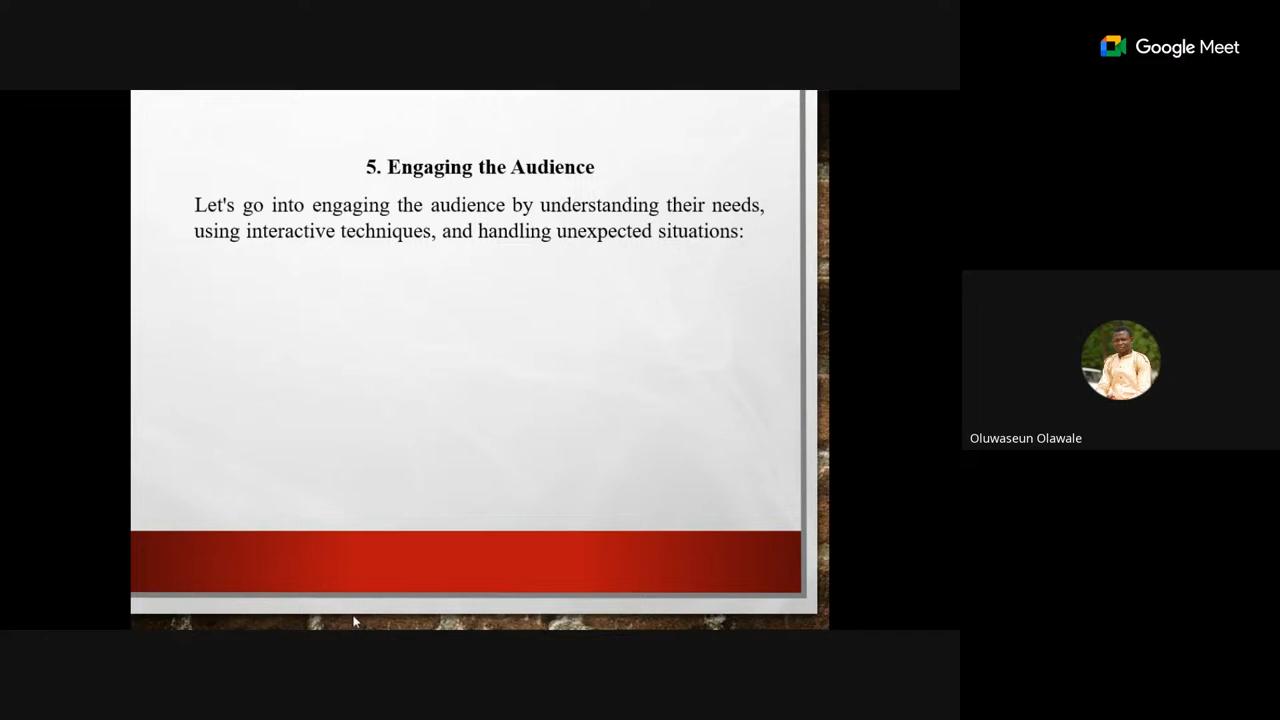 Google Meet
5. Engaging the Audience
Let's go into engaging the audience by understanding their needs,
using interactive techniques, and handling unexpected situations:
Oluwaseun Olawale